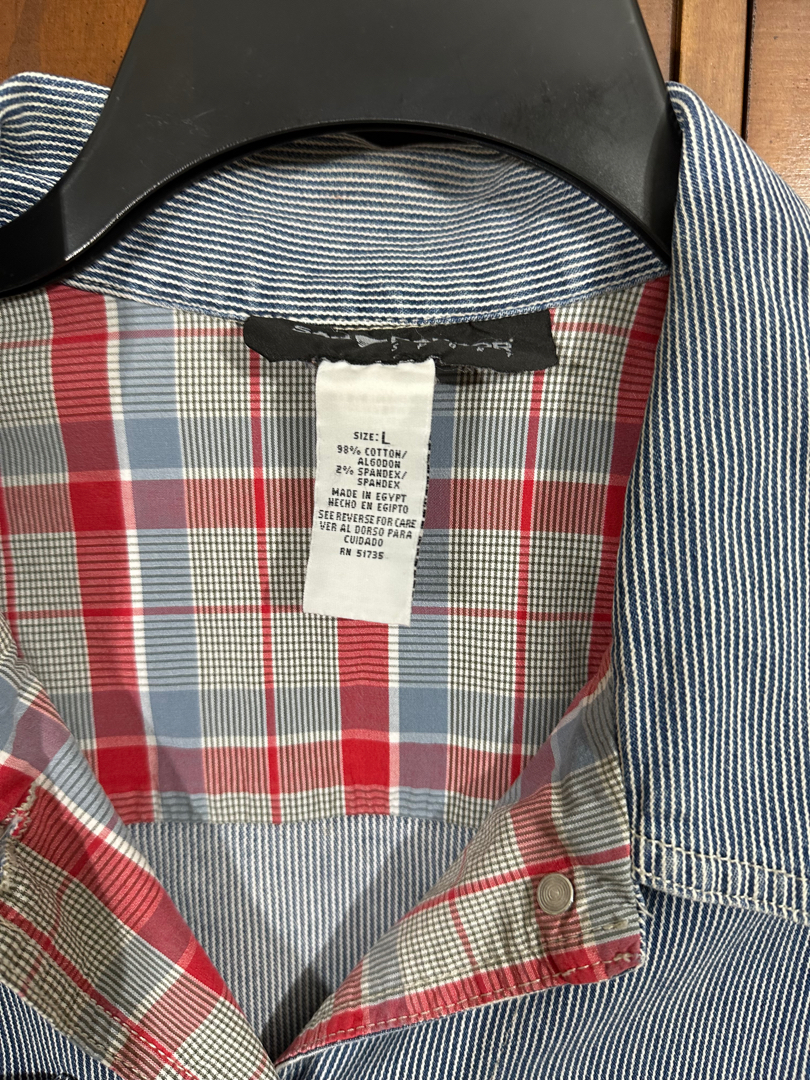 SIZE: L
98% COTTON/
ALGODON
2% SPANDEX/
SPANDEX
MADE IN EGYPT
HECHO EN EGIPTO
SEE REVERSE FOR CARE
VER AL DORSO PARA
CUIDADO
RN 51735